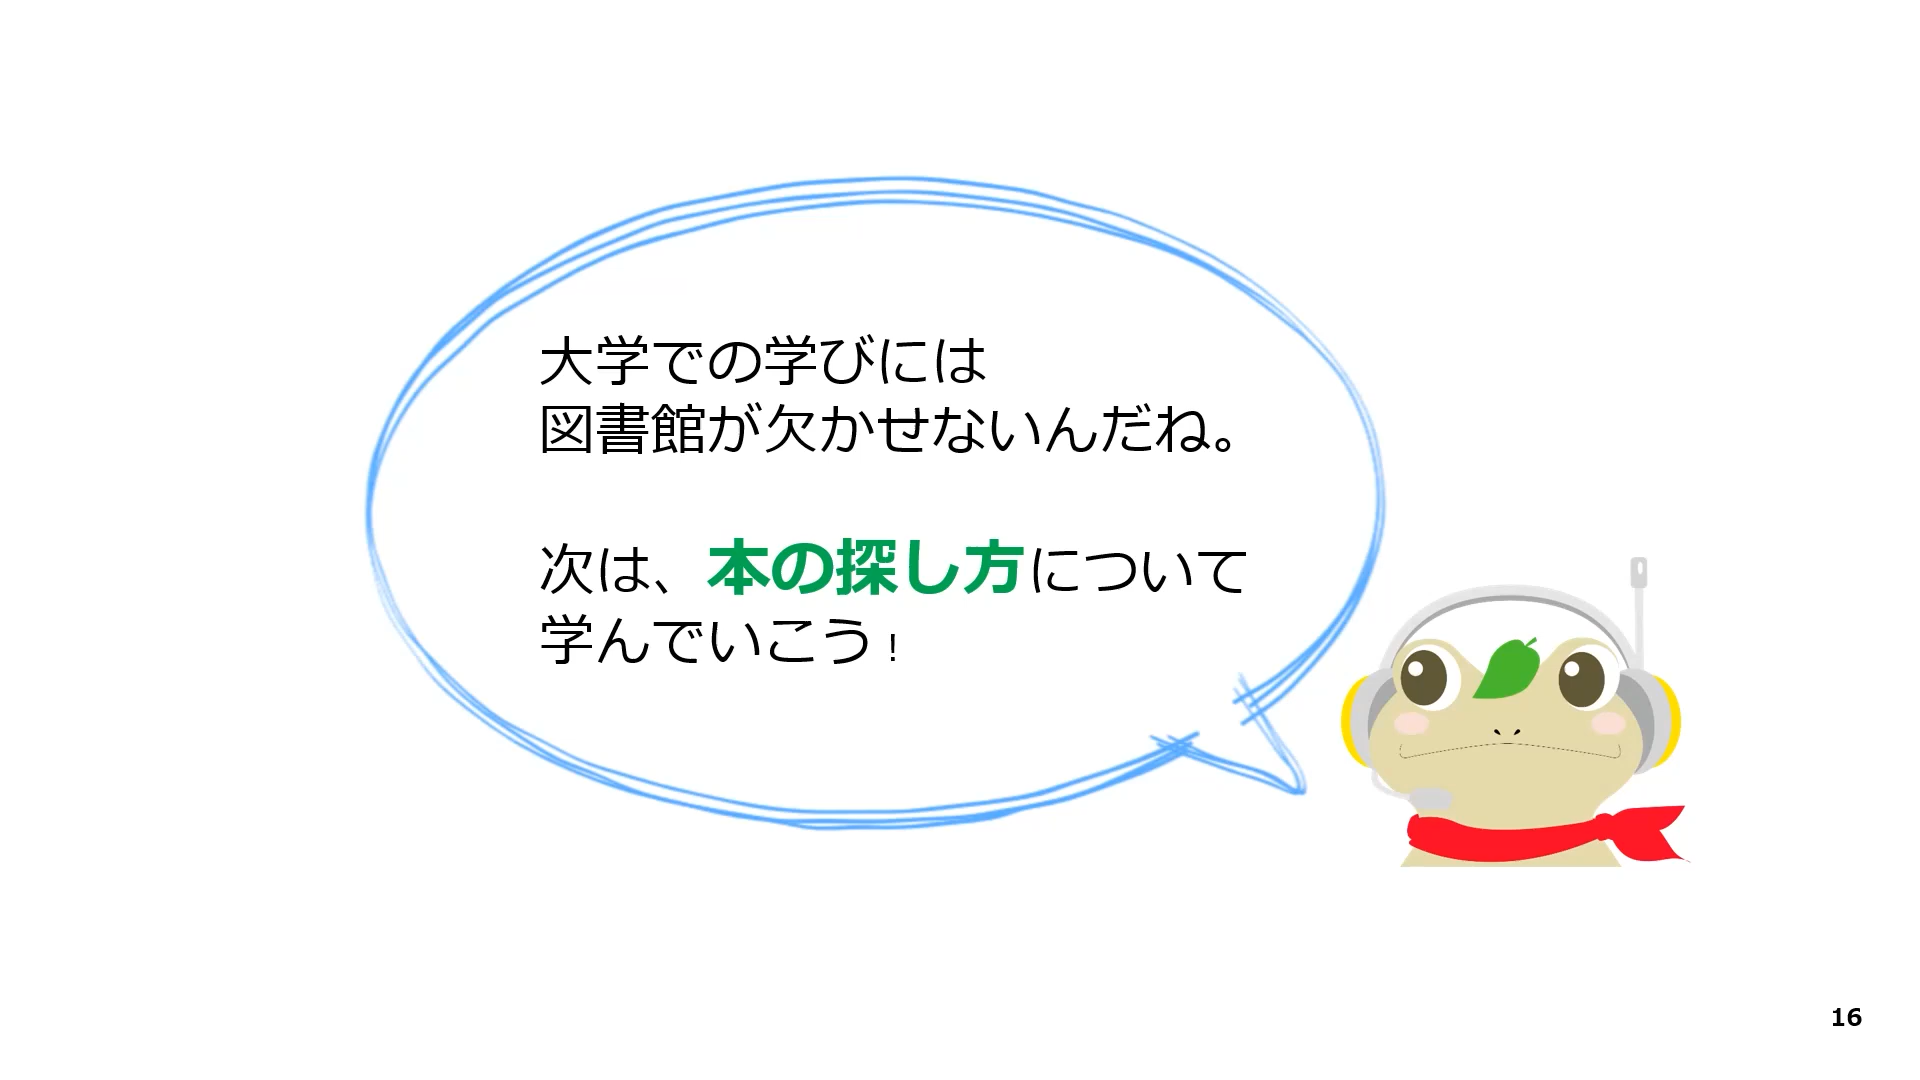 大学での学びには
図書館が欠かせないんだね。
次は、本の探し方について
学んでいこう！
16